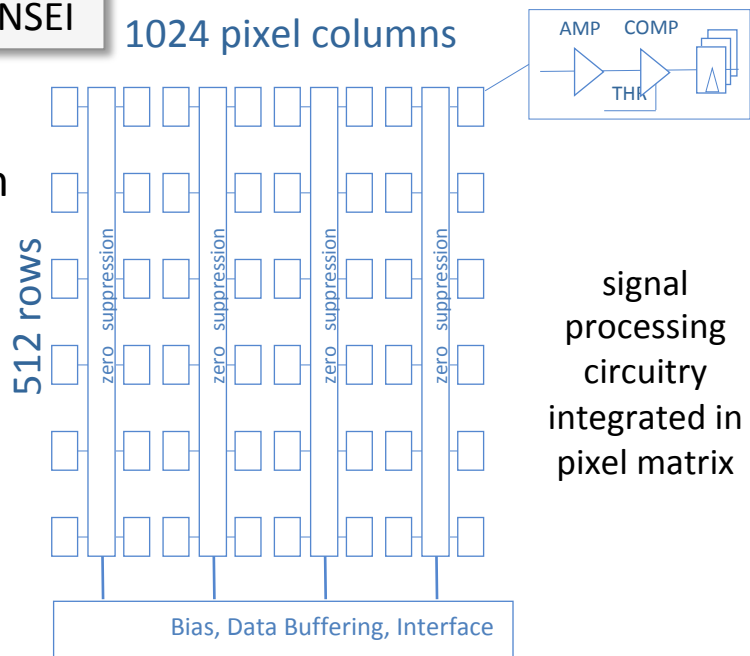 NSEI
1024 pixel columns
AMP COMP
THR
512 rows
zero suppression
zero suppression
zero suppression
zero suppression
signal
processing
circuitry
integrated in
pixel matrix
Bias, Data Buffering, Interface